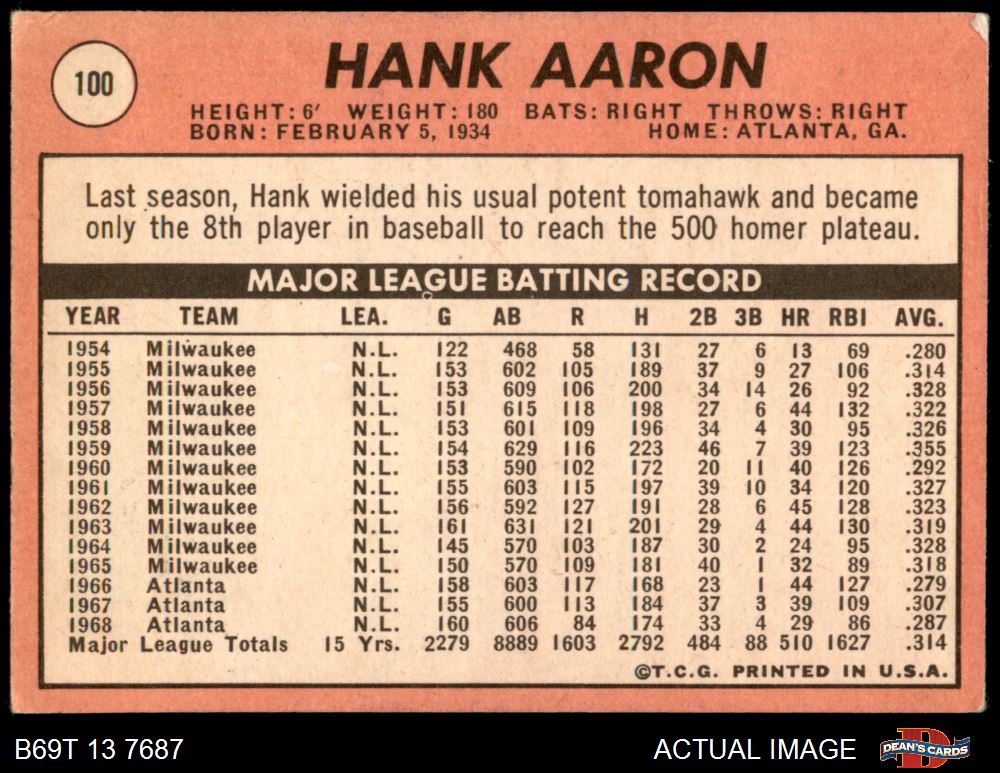 100
HANK AARON
HEIGHT: 6' WEIGHT: 180 BATS: RIGHT THROWS: RIGHT
BORN: FEBRUARY 5, 1934 HOME: ATLANTA, GA.
Last season, Hank wielded his usual potent tomahawk and became
only the 8th player in baseball to reach the 500 homer plateau.
MAJOR LEAGUE BATTING RECORD
YEAR TEAM LEA. G AB R H 2B 3B HR RBI AVG.
1954 Milwaukee N.L. 122 468 58 131 27 6 13 69 .280
1955 Milwaukee N.L. 153 602 105 189 37 9 27 106 .314
1956 Milwaukee N.L. 153 609 106 200 34 14 26 92 .328
1957 Milwaukee N.L. 151 615 118 198 27 6 44 132 .322
1958 Milwaukee N.L. 153 601 109 196 34 4 30 95 .326
1959 Milwaukee N.L. 154 629 116 223 46 7 39 123 .355
1960 Milwaukee N.L. 153 590 102 172 20 11 40 126 .292
1961 Milwaukee N.L. 155 603 115 197 39 10 34 120 .327
1962 Milwaukee N.L. 156 592 127 191 28 6 45 128 .323
1963 Milwaukee N.L. 161 631 121 201 29 4 44 130 .319
1964 Milwaukee N.L. 145 570 103 187 30 2 24 95 .328
1965 Milwaukee N.L. 150 570 109 181 40 1 32 89 .318
1966 Atlanta N.L. 158 603 117 168 23 1 44 127 .279
1967 Atlanta N.L. 155 600 113 184 37 3 39 109 .307
1968 Atlanta N.L. 160 606 84 174 33 4 29 86 .287
Major League Totals 15 Yrs. 2279 8889 1603 2792 484 88 510 1627 .314
©T.C.G. PRINTED IN U.S.A.
B69T 13 7687 ACTUAL IMAGE DEAN'S CARDS